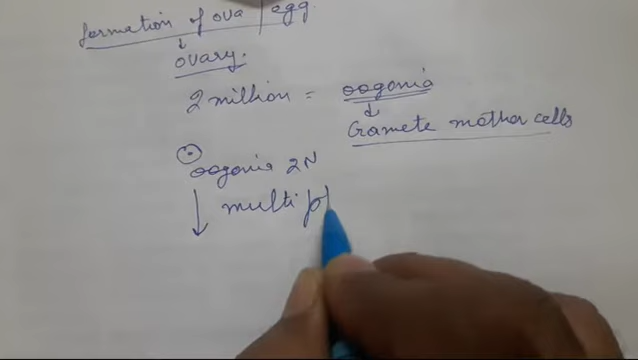 formation of ova / egg.
ovary.
2 million = oogonia
Gamete mother cells
oogonia 2N
multipl